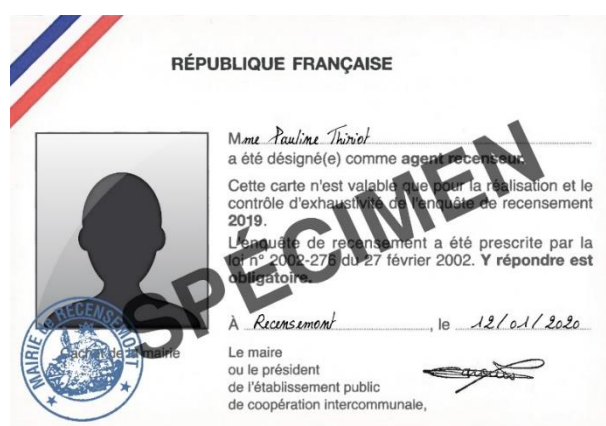 RÉPUBLIQUE FRANÇAISE
Mme Pauline Thiriot
a été désigné(e) comme agent recenseur.
Cette carte n'est valable que pour la réalisation et le
contrôle d'exhaustivité de l'enquête de recensement
2019.
L'enquête de recensement a été prescrite par la
loi n° 2002-276 du 27 février 2002. Y répondre est
obligatoire.
À Recensemont, le 12/01/2020
Cachet de la mairie
MAIRIE de RECENSEMONT
Le maire
ou le président
de l'établissement public
de coopération intercommunale,
SPÉCIMEN